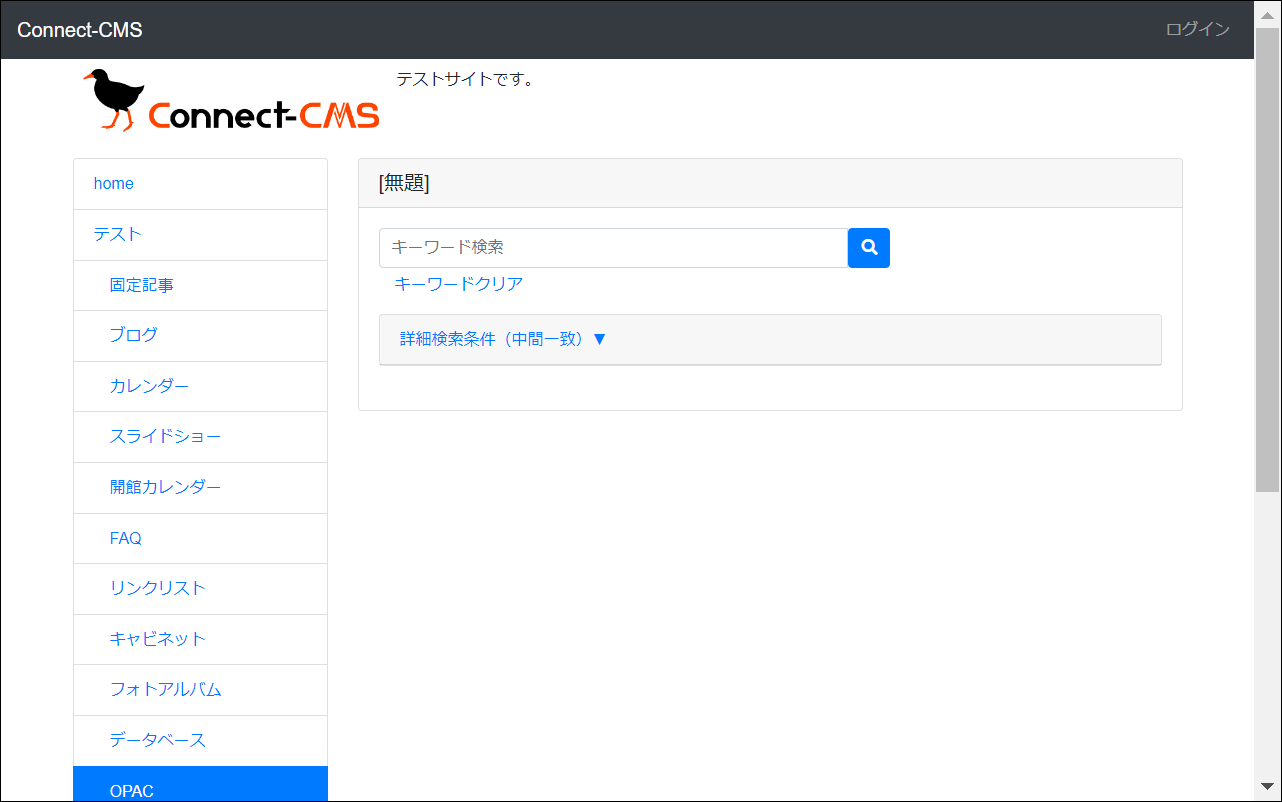 Connect-CMS
ログイン
Connect-CMS
テストサイトです。
home
テスト
固定記事
ブログ
カレンダー
スライドショー
開館カレンダー
FAQ
リンクリスト
キャビネット
フォトアルバム
データベース
OPAC
[無題]
キーワード検索
キーワードクリア
詳細検索条件（中間一致）▼